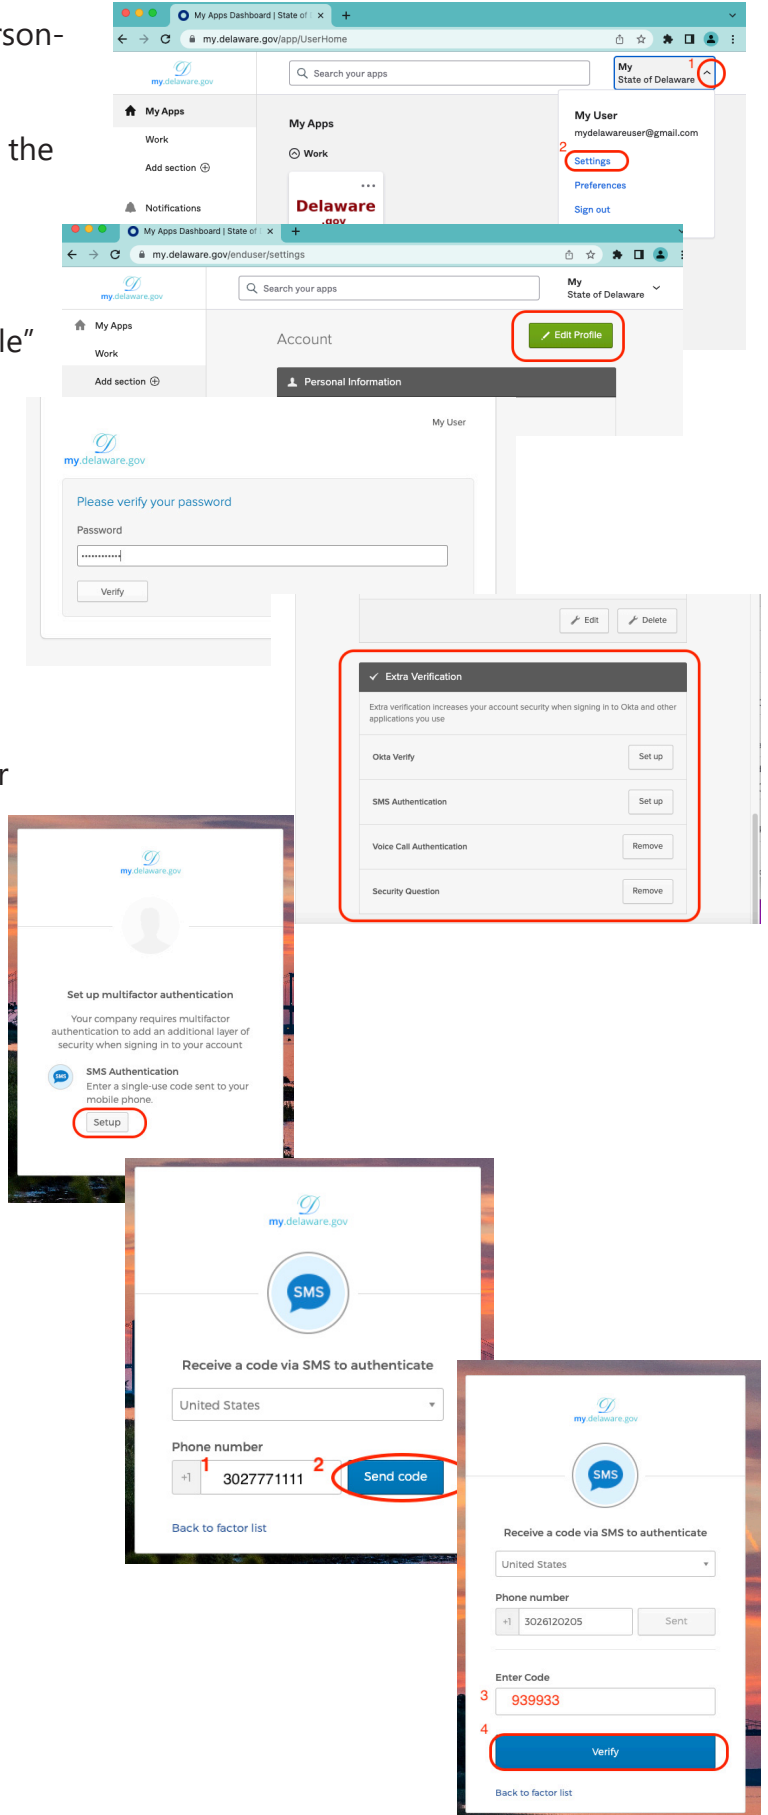 rson-
My Apps Dashboard | State of
my.delaware.gov/app/UserHome
my.delaware.gov
Search your apps
My
State of Delaware
1
My Apps
Work
Add section
Notifications
My Apps
Work
Delaware
.gov
My User
mydelawareuser@gmail.com
2
Settings
Preferences
Sign out
the
My Apps Dashboard | State of
my.delaware.gov/enduser/settings
my.delaware.gov
Search your apps
My
State of Delaware
My Apps
Work
Add section
Account
Edit Profile
Personal Information
le”
My User
my.delaware.gov
Please verify your password
Password
Verify
Edit
Delete
Extra Verification
Extra verification increases your account security when signing in to Okta and other
applications you use
Okta Verify
Set up
SMS Authentication
Set up
Voice Call Authentication
Remove
Security Question
Remove
r
my.delaware.gov
Set up multifactor authentication
Your company requires multifactor
authentication to add an additional layer of
security when signing in to your account
SMS
SMS Authentication
Enter a single-use code sent to your
mobile phone.
Setup
my.delaware.gov
SMS
Receive a code via SMS to authenticate
United States
Phone number
+1
1
3027771111
2
Send code
Back to factor list
my.delaware.gov
SMS
Receive a code via SMS to authenticate
United States
Phone number
+1
3026120205
Sent
Enter Code
3
939933
4
Verify
Back to factor list